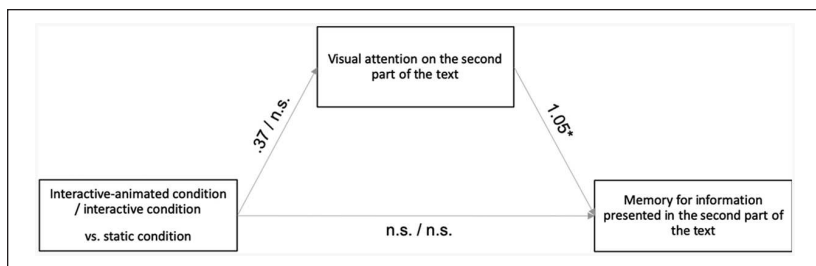 Visual attention on the second
part of the text
.37 / n.s.
1.05*
Interactive-animated condition
/ interactive condition
vs. static condition
n.s. / n.s.
Memory for information
presented in the second part of
the text